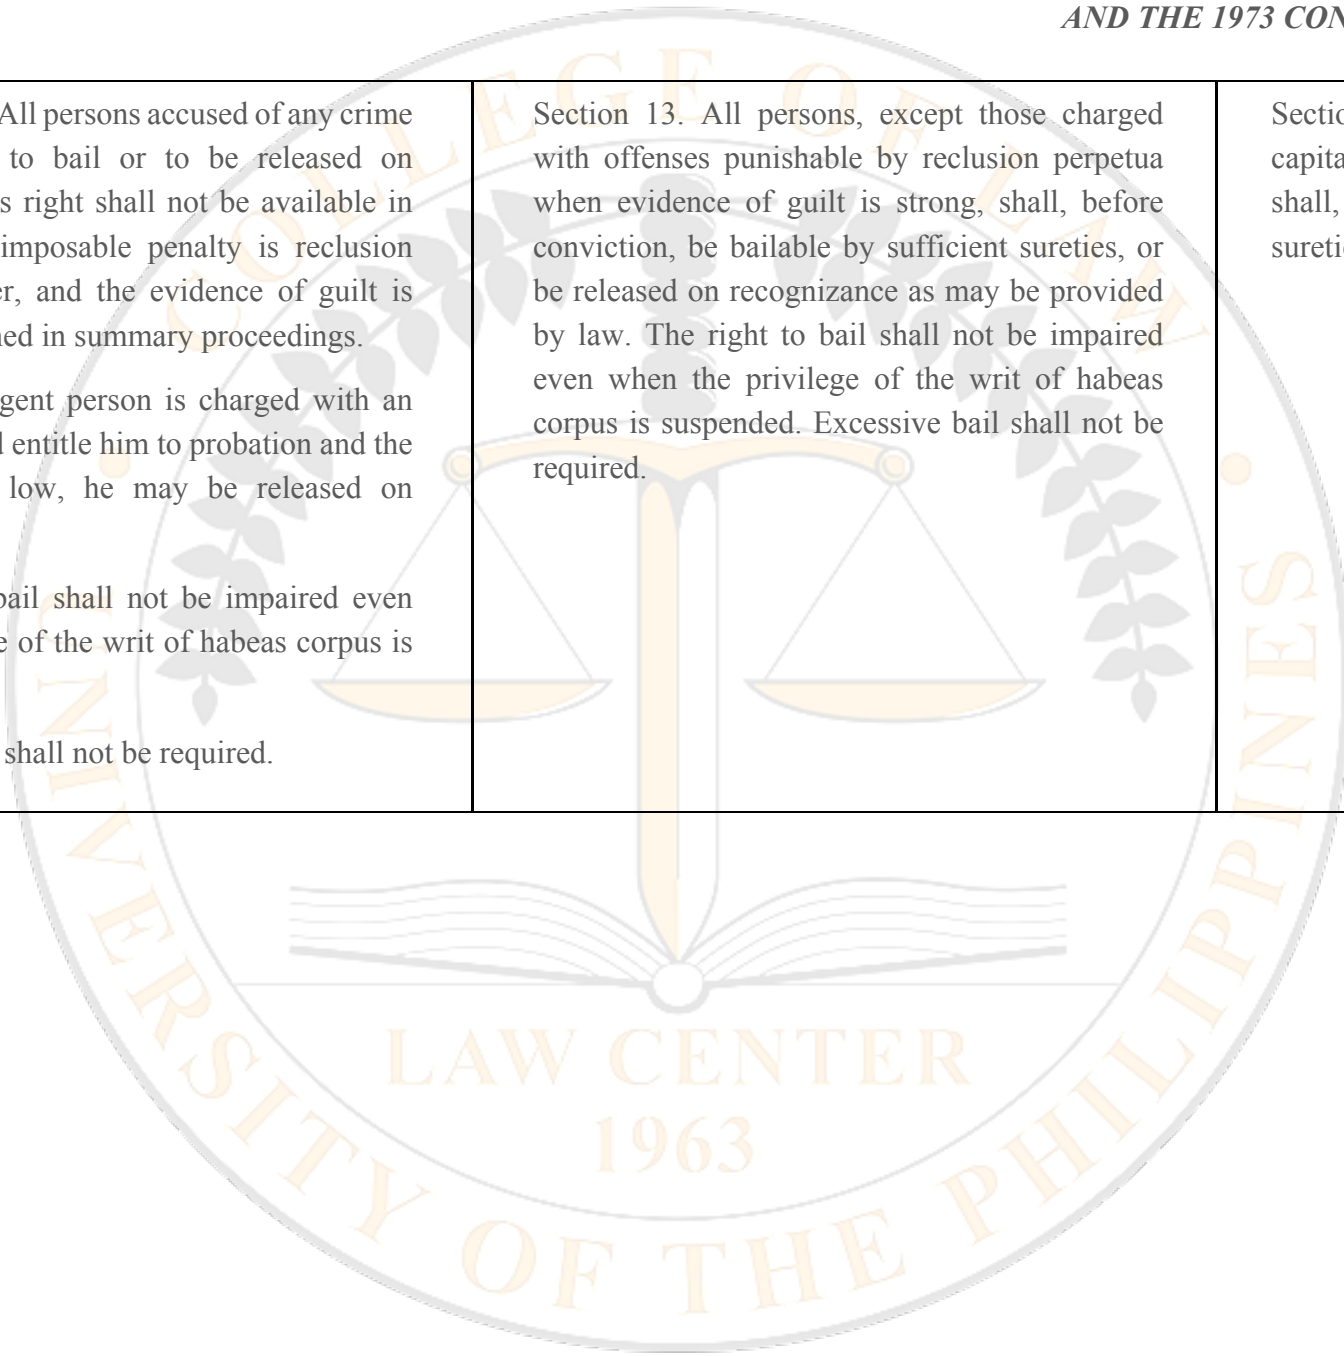 AND THE 1973 CON
All persons accused of any crime
to bail or to be released on
s right shall not be available in
imposable penalty is reclusion
er, and the evidence of guilt is
ned in summary proceedings.
gent person is charged with an
d entitle him to probation and the
low, he may be released on
bail shall not be impaired even
e of the writ of habeas corpus is
shall not be required.
Section 13. All persons, except those charged
with offenses punishable by reclusion perpetua
when evidence of guilt is strong, shall, before
conviction, be bailable by sufficient sureties, or
be released on recognizance as may be provided
by law. The right to bail shall not be impaired
even when the privilege of the writ of habeas
corpus is suspended. Excessive bail shall not be
required.
Sectio
capita
shall,
sureti
COLLEGE OF LAW
UNIVERSITY OF THE PHILIPPINES
LAW CENTER
1963